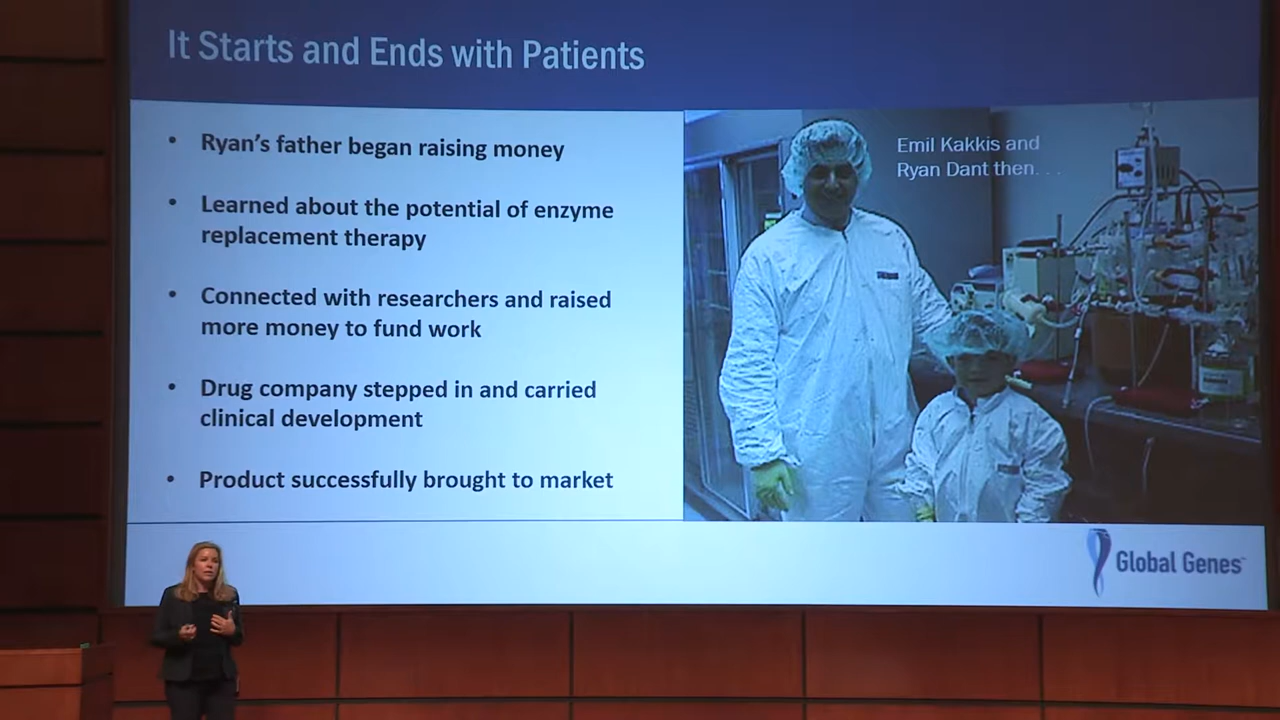 It Starts and Ends with Patients
• Ryan's father began raising money
• Learned about the potential of enzyme
replacement therapy
• Connected with researchers and raised
more money to fund work
• Drug company stepped in and carried
clinical development
• Product successfully brought to market
Emil Kakkis and
Ryan Dant then. . .
Global Genes™